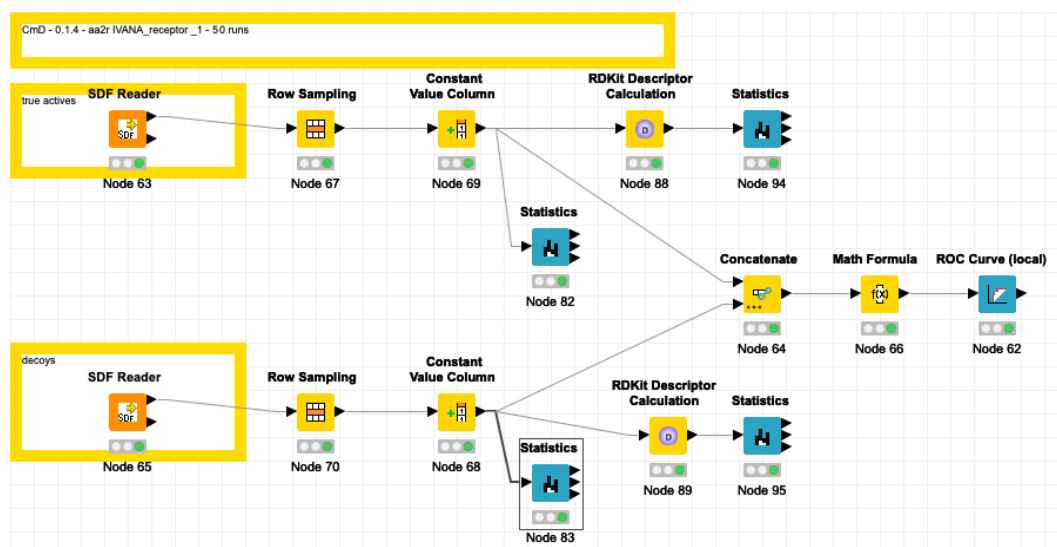 CmD - 0.1.4 - aa2r IVANA_receptor _1 - 50 runs
true actives
SDF Reader
SDF
Node 63
Row Sampling
Node 67
Constant
Value Column
Node 69
RDKit Descriptor
Calculation
D
Node 88
Statistics
Node 94
Statistics
Node 82
Concatenate
Node 64
Math Formula
f(x)
Node 66
ROC Curve (local)
Node 62
decoys
SDF Reader
SDF
Node 65
Row Sampling
Node 70
Constant
Value Column
Node 68
Statistics
Node 83
RDKit Descriptor
Calculation
D
Node 89
Statistics
Node 95